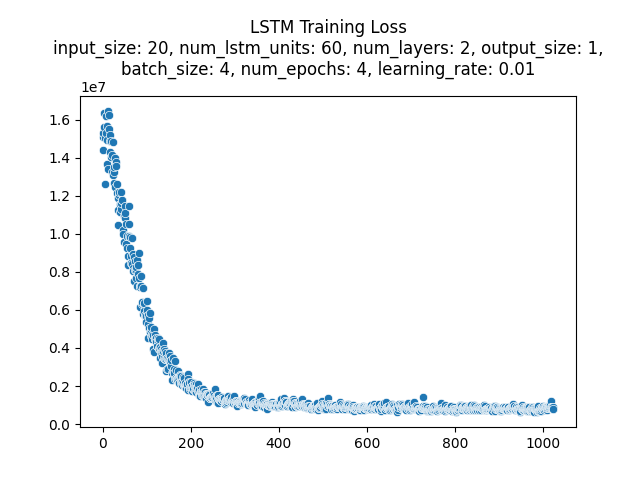 LSTM Training Loss
input_size: 20, num_lstm_units: 60, num_layers: 2, output_size: 1,
batch_size: 4, num_epochs: 4, learning_rate: 0.01
1e7
1.6
1.4
1.2
1.0
0.8
0.6
0.4
0.2
0.0
0 200 400 600 800 1000